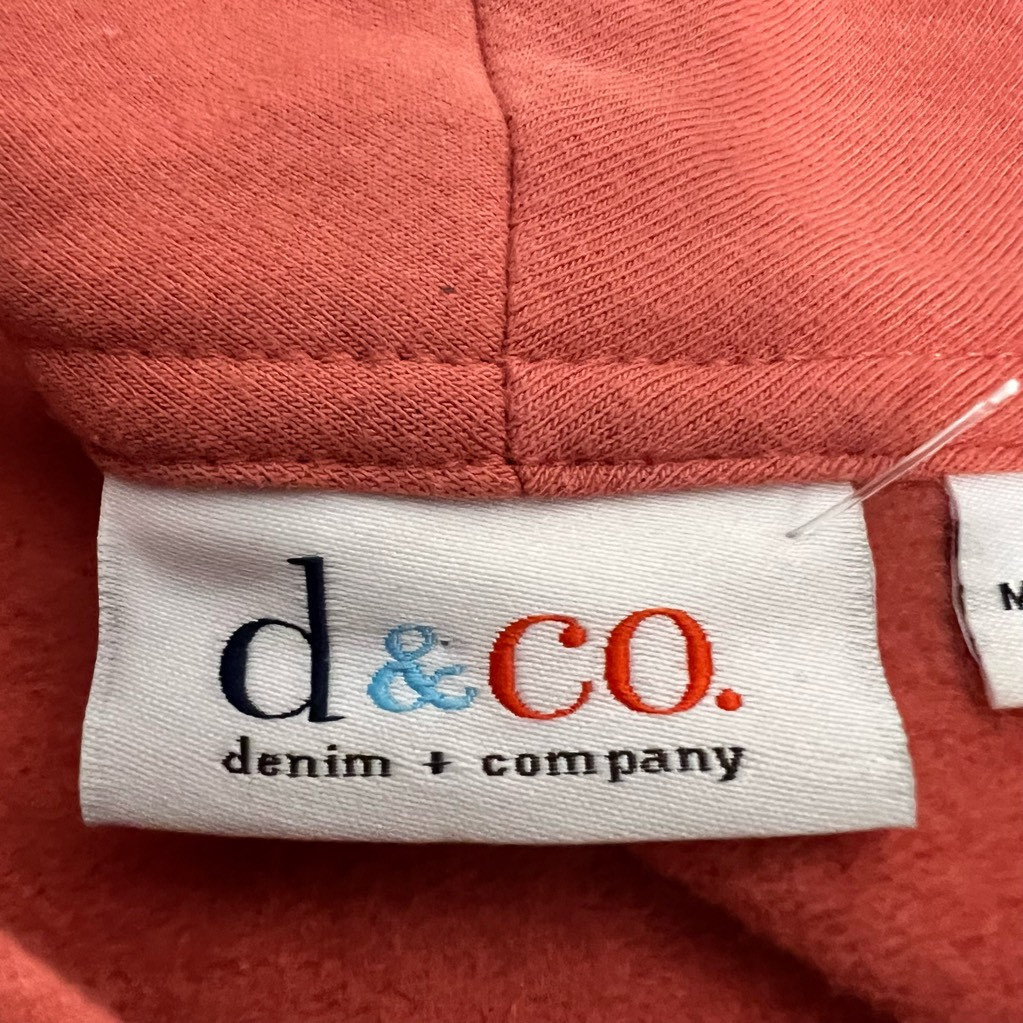 d&co.
denim + company
M